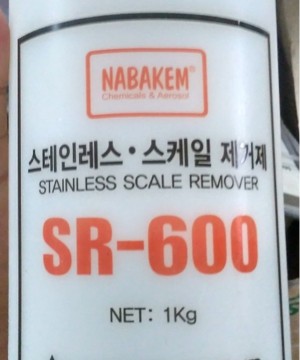 NABAKEM®
Chemicals & Aerosol
스테인레스·스케일 제거제
STAINLESS SCALE REMOVER
SR-600
NET: 1Kg